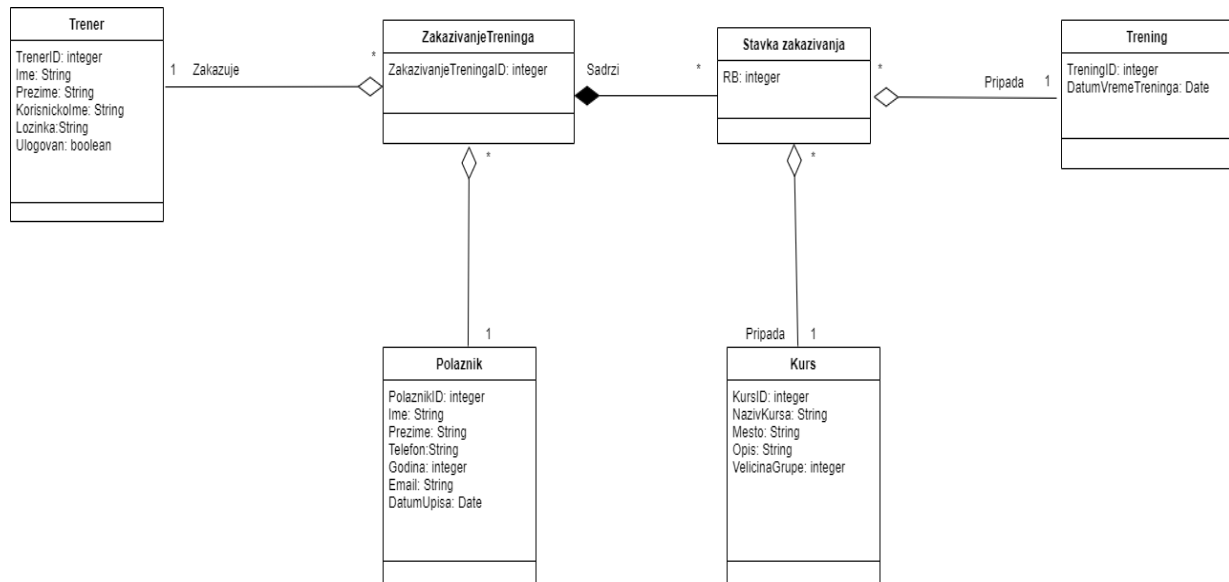 Trener
TrenerID: integer
Ime: String
Prezime: String
KorisnickoIme: String
Lozinka:String
Ulogovan: boolean
1 Zakazuje *
ZakazivanjeTreninga
ZakazivanjeTreningaID: integer
Sadrzi *
Stavka zakazivanja
RB: integer
* Pripada 1
Trening
TreningID: integer
DatumVremeTreninga: Date
*
1
*
Pripada 1
Polaznik
PolaznikID: integer
Ime: String
Prezime: String
Telefon:String
Godina: integer
Email: String
DatumUpisa: Date
Kurs
KursID: integer
NazivKursa: String
Mesto: String
Opis: String
VelicinaGrupe: integer